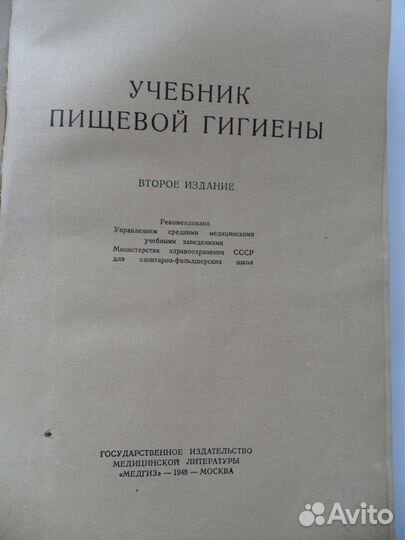 УЧЕБНИК
ПИЩЕВОЙ ГИГИЕНЫ
ВТОРОЕ ИЗДАНИЕ
Рекомендовано
Управлением средними медицинскими
учебными заведениями
Министерства здравоохранения СССР
для санитарно-фельдшерских школ
ГОСУДАРСТВЕННОЕ ИЗДАТЕЛЬСТВО
МЕДИЦИНСКОЙ ЛИТЕРАТУРЫ
«МЕДГИЗ» — 1948 — МОСКВА
Avito